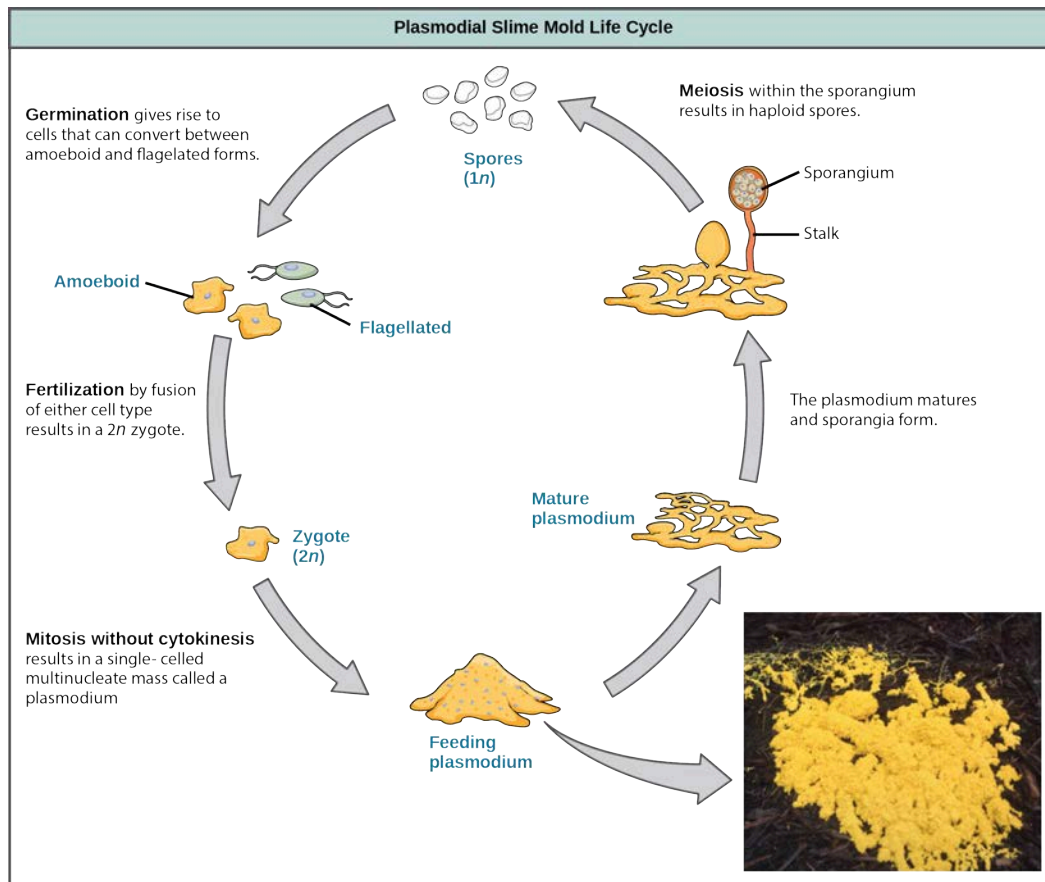 Plasmodial Slime Mold Life Cycle
Germination gives rise to
cells that can convert between
amoeboid and flagelated forms.
Spores
(1n)
Meiosis within the sporangium
results in haploid spores.
Sporangium
Stalk
Amoeboid
Flagellated
Fertilization by fusion
of either cell type
results in a 2n zygote.
The plasmodium matures
and sporangia form.
Zygote
(2n)
Mature
plasmodium
Mitosis without cytokinesis
results in a single- celled
multinucleate mass called a
plasmodium
Feeding
plasmodium